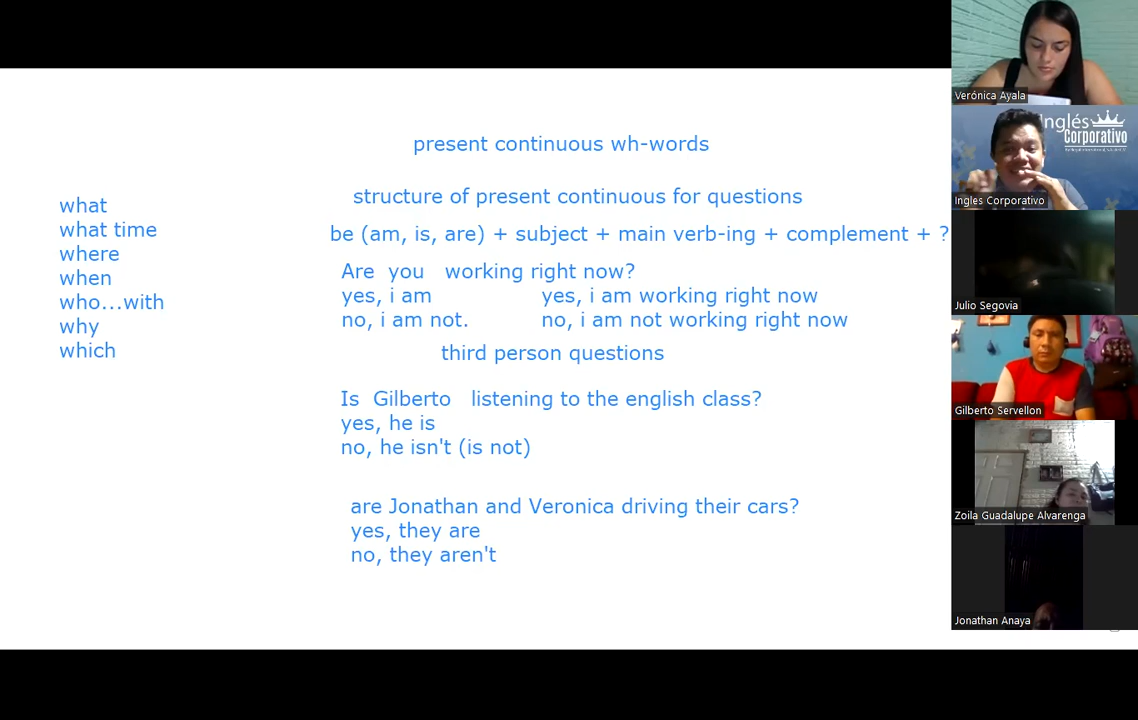 present continuous wh-words
structure of present continuous for questions
be (am, is, are) + subject + main verb-ing + complement + ?
what
what time
where
when
who...with
why
which
Are you working right now?
yes, i am yes, i am working right now
no, i am not. no, i am not working right now
third person questions
Is Gilberto listening to the english class?
yes, he is
no, he isn't (is not)
are Jonathan and Veronica driving their cars?
yes, they are
no, they aren't
Verónica Ayala
Inglés
Corporativo
Ingles Corporativo
Julio Segovia
Gilberto Servellon
Zoila Guadalupe Alvarenga
Jonathan Anaya